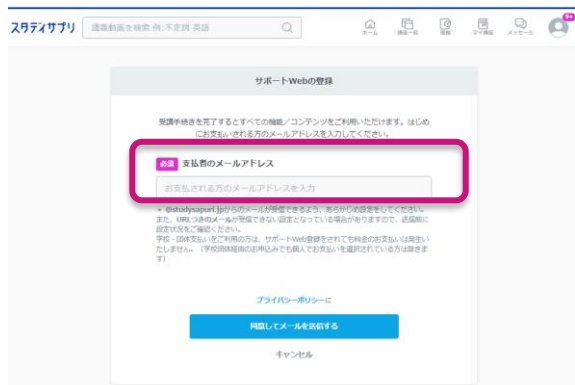 スタディサプリ
講義動画を検索 例:不定詞 英語
ホーム
講座一覧
マイ講座
メッセージ
サポートWebの登録
受講手続きを完了するとすべての機能/コンテンツをご利用いただけます。はじめ
にお支払いされる方のメールアドレスを入力してください。
必須 支払者のメールアドレス
お支払される方のメールアドレスを入力
• @studysapuri.jpからのメールが受信できるよう、あらかじめ設定をしてください。
また、URLつきのメールが受信できない設定となっている場合がありますので、送信前に
設定状況をご確認ください。
学校・団体支払いをご利用の方は、サポートWeb登録をされても料金のお支払いは発生い
たしません。(学校団体経由のお申込みでも個人でお支払いを選択されている方は除きま
す)
プライバシーポリシーに
同意してメールを送信する
キャンセル